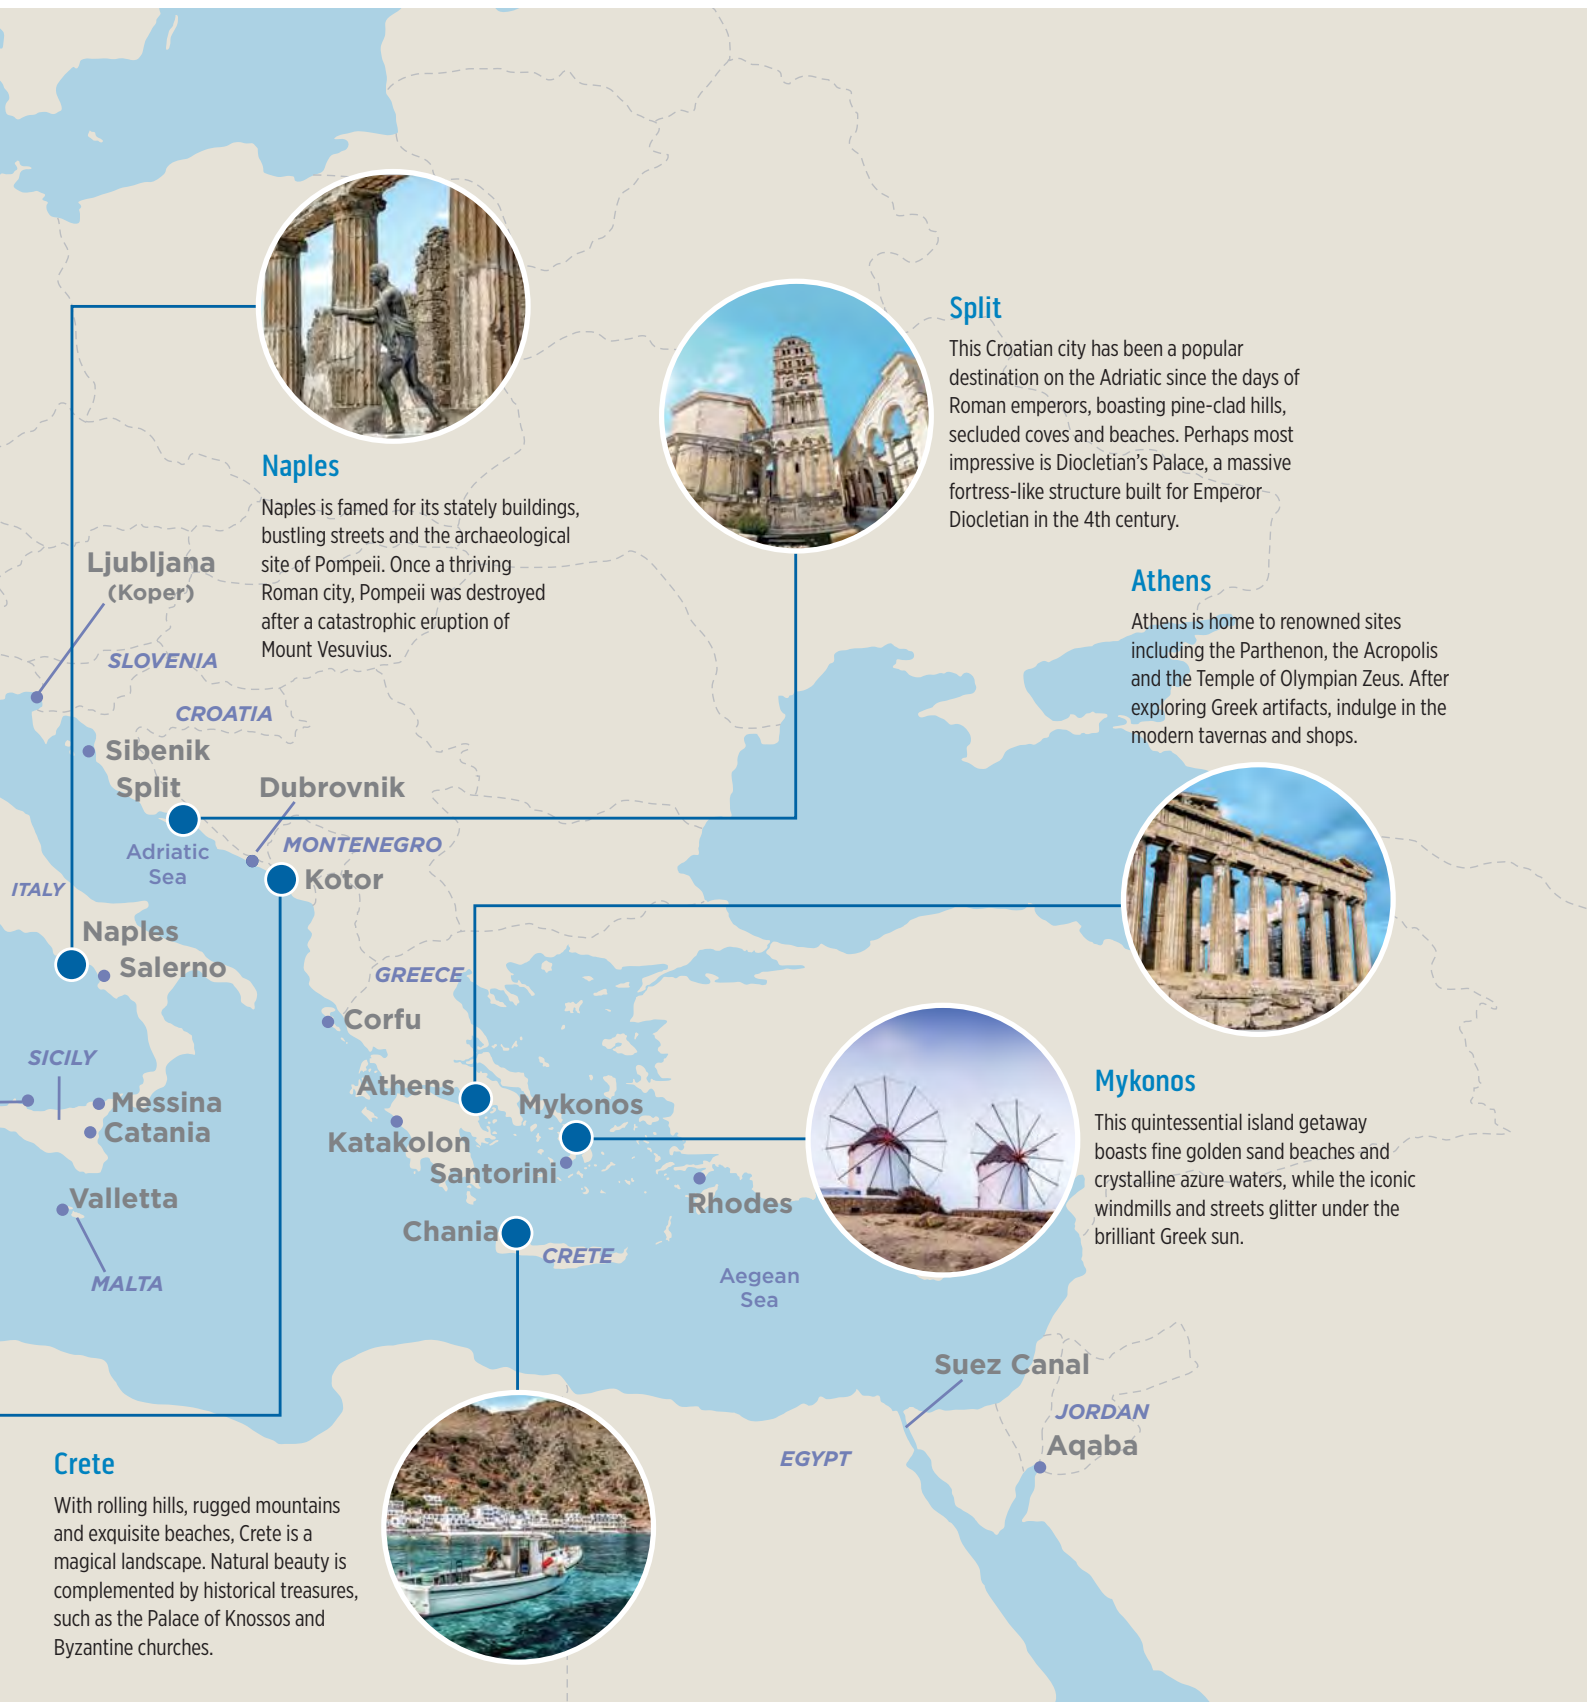 Split
This Croatian city has been a popular
destination on the Adriatic since the days of
Roman emperors, boasting pine-clad hills,
secluded coves and beaches. Perhaps most
impressive is Diocletian's Palace, a massive
fortress-like structure built for Emperor
Diocletian in the 4th century.
Naples
Naples is famed for its stately buildings,
bustling streets and the archaeological
site of Pompeii. Once a thriving
Roman city, Pompeii was destroyed
after a catastrophic eruption of
Mount Vesuvius.
Athens
Athens is home to renowned sites
including the Parthenon, the Acropolis
and the Temple of Olympian Zeus. After
exploring Greek artifacts, indulge in the
modern tavernas and shops.
Ljubljana
(Koper)
SLOVENIA
CROATIA
Sibenik
Split
Dubrovnik
Adriatic
Sea
MONTENEGRO
Kotor
ITALY
Naples
Salerno
GREECE
Corfu
SICILY
Athens
Mykonos
Messina
Catania
Katakolon
Santorini
Valletta
Rhodes
Chania
CRETE
MALTA
Aegean
Sea
Mykonos
This quintessential island getaway
boasts fine golden sand beaches and
crystalline azure waters, while the iconic
windmills and streets glitter under the
brilliant Greek sun.
Suez Canal
JORDAN
Aqaba
EGYPT
Crete
With rolling hills, rugged mountains
and exquisite beaches, Crete is a
magical landscape. Natural beauty is
complemented by historical treasures,
such as the Palace of Knossos and
Byzantine churches.